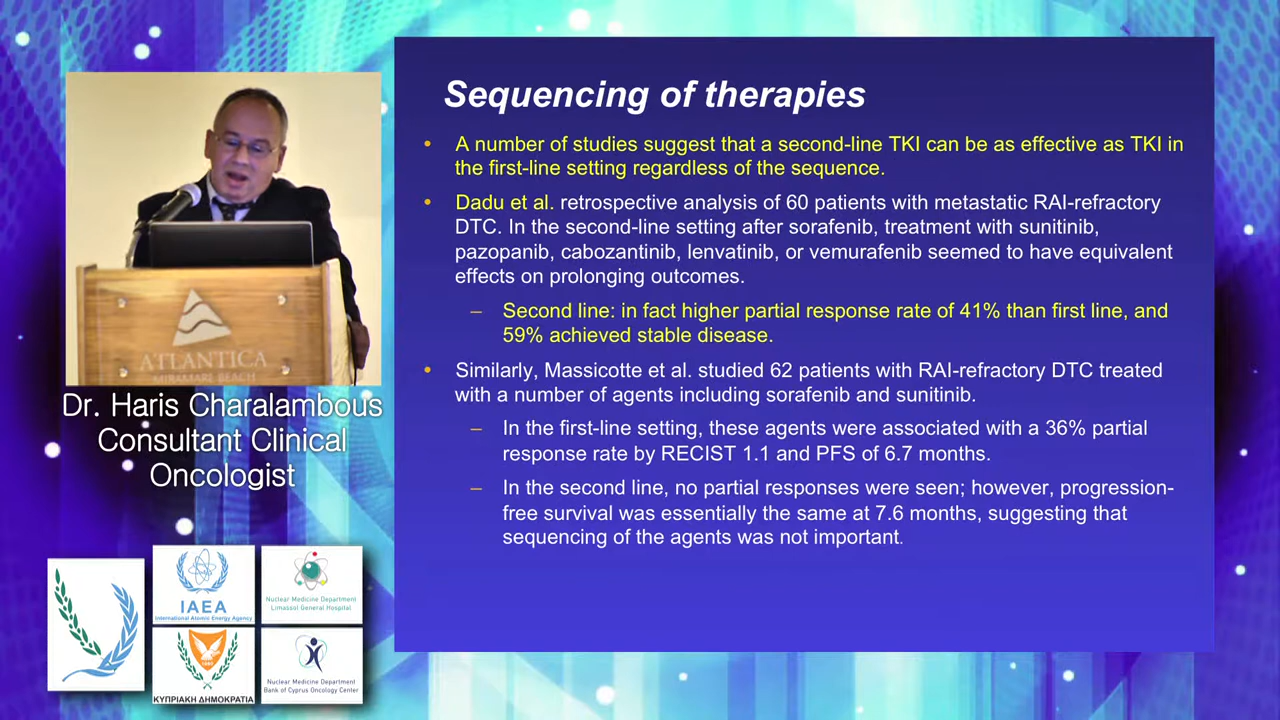 Sequencing of therapies
• A number of studies suggest that a second-line TKI can be as effective as TKI in
the first-line setting regardless of the sequence.
• Dadu et al. retrospective analysis of 60 patients with metastatic RAI-refractory
DTC. In the second-line setting after sorafenib, treatment with sunitinib,
pazopanib, cabozantinib, lenvatinib, or vemurafenib seemed to have equivalent
effects on prolonging outcomes.
– Second line: in fact higher partial response rate of 41% than first line, and
59% achieved stable disease.
• Similarly, Massicotte et al. studied 62 patients with RAI-refractory DTC treated
with a number of agents including sorafenib and sunitinib.
– In the first-line setting, these agents were associated with a 36% partial
response rate by RECIST 1.1 and PFS of 6.7 months.
– In the second line, no partial responses were seen; however, progression-
free survival was essentially the same at 7.6 months, suggesting that
sequencing of the agents was not important.
ATLANTICA
MIRAMARE BEACH
Dr. Haris Charalambous
Consultant Clinical
Oncologist
IAEA
International Atomic Energy Agency
Nuclear Medicine Department
Limassol General Hospital
ΚΥΠΡΙΑΚΗ ΔΗΜΟΚΡΑΤΙΑ
Nuclear Medicine Department
Bank of Cyprus Oncology Center